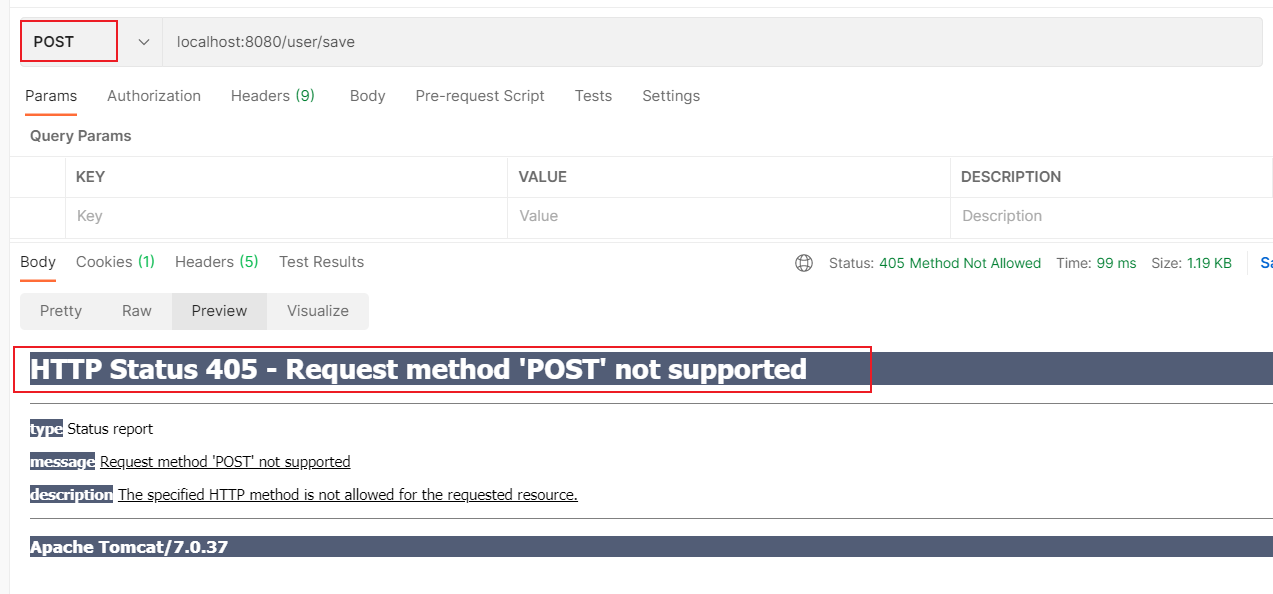 POST localhost:8080/user/save
Params Authorization Headers (9) Body Pre-request Script Tests Settings
Query Params
KEY VALUE DESCRIPTION
Key Value Description
Body Cookies (1) Headers (5) Test Results Status: 405 Method Not Allowed Time: 99 ms Size: 1.19 KB
Pretty Raw Preview Visualize
HTTP Status 405 - Request method 'POST' not supported
type Status report
message Request method 'POST' not supported
description The specified HTTP method is not allowed for the requested resource.
Apache Tomcat/7.0.37